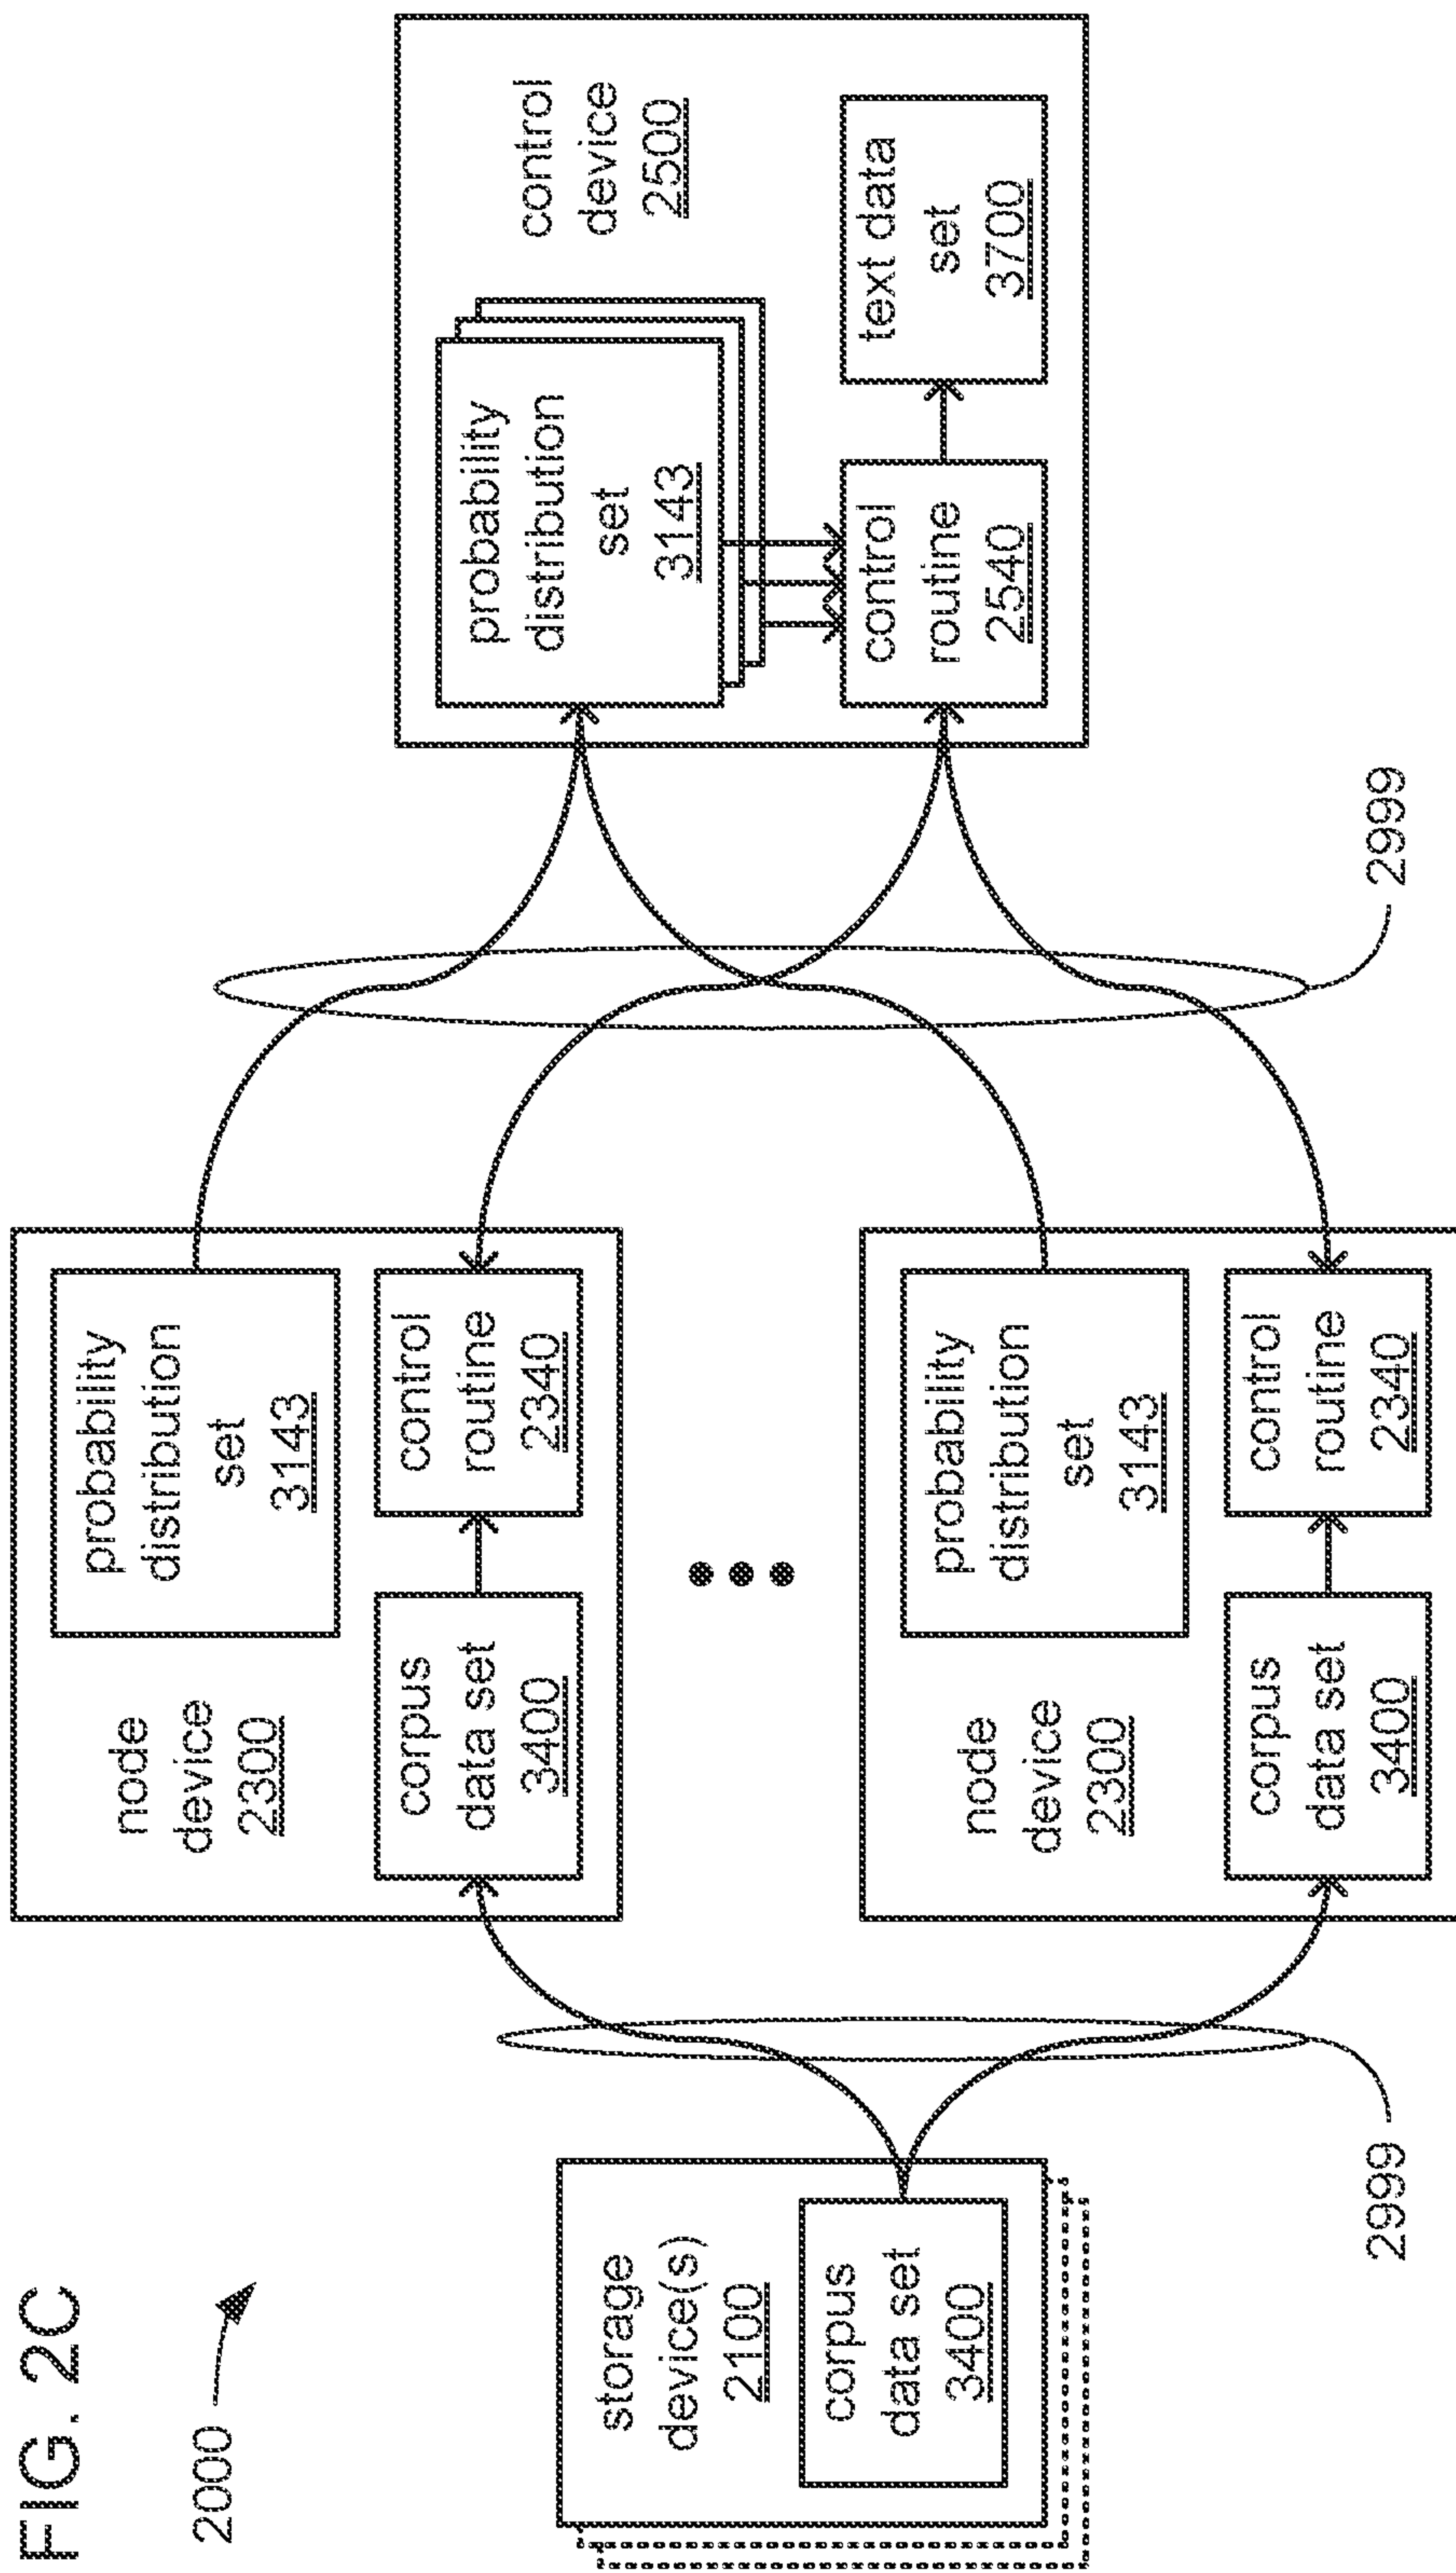 FIG. 2C
2000
storage
device(s)
2100
corpus
data set
3400
2999
node
device
2300
probability
distribution
set
3143
corpus
data set
3400
control
routine
2340
node
device
2300
probability
distribution
set
3143
corpus
data set
3400
control
routine
2340
2999
control
device
2500
probability
distribution
set
3143
control
routine
2540
text data
set
3700